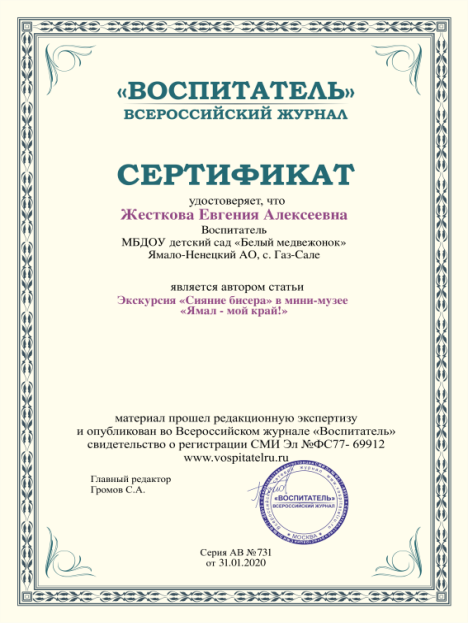 «ВОСПИТАТЕЛЬ»
ВСЕРОССИЙСКИЙ ЖУРНАЛ
СЕРТИФИКАТ
удостоверяет, что
Жесткова Евгения Алексеевна
Воспитатель
МБДОУ детский сад «Белый медвежонок»
Ямало-Ненецкий АО, с. Газ-Сале
является автором статьи
Экскурсия «Сияние бисера» в мини-музее
«Ямал - мой край!»
материал прошел редакционную экспертизу
и опубликован во Всероссийском журнале «Воспитатель»
свидетельство о регистрации СМИ Эл №ФС77- 69912
www.vospitatelru.ru
Главный редактор
Громов С.А.
«ВОСПИТАТЕЛЬ»
ВСЕРОССИЙСКИЙ ЖУРНАЛ
МОСКВА
Серия АВ №731
от 31.01.2020